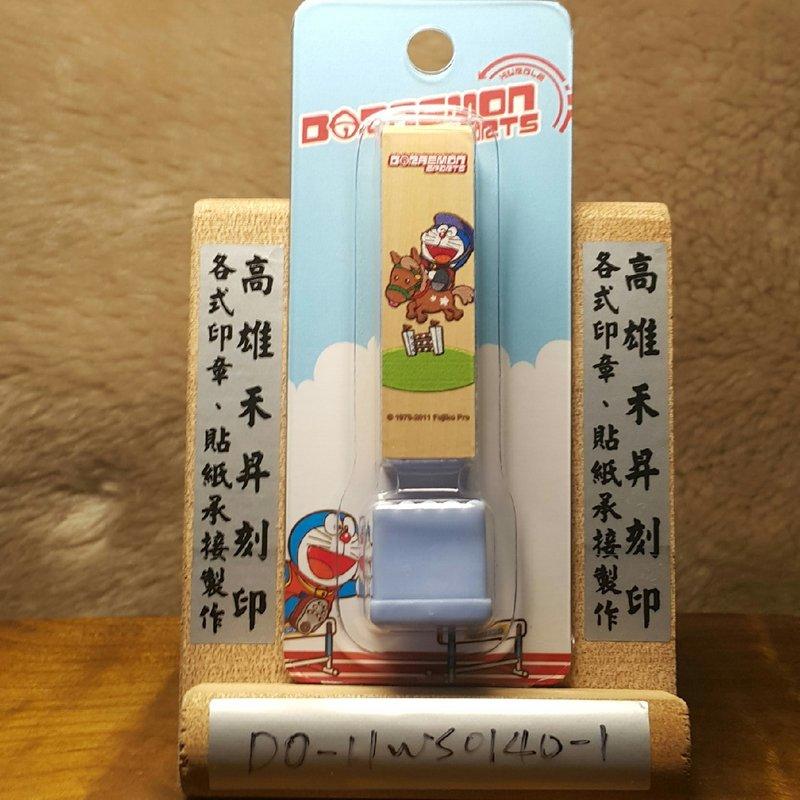 DORAEMON
DORAEMON
SPORTS
© 1979-2011 Fujiko Pro
高雄禾昇刻印
各式印章、貼紙承接製作
高雄禾昇刻印
各式印章、貼紙承接製作
DO-11WS0140-1